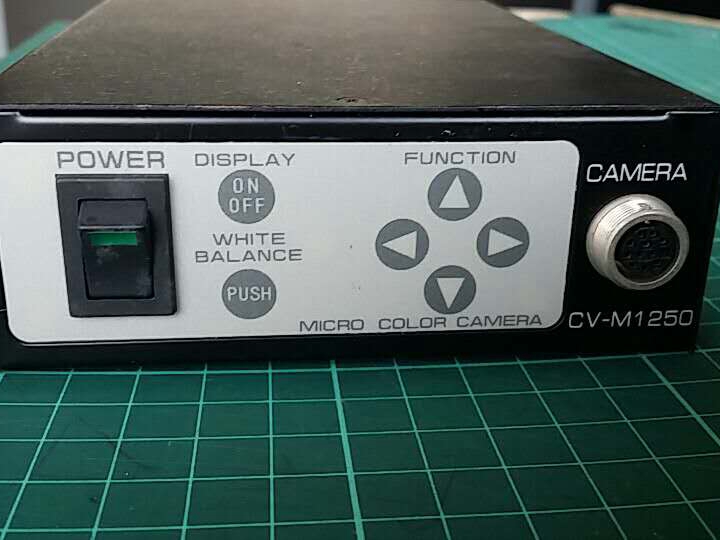 POWER
DISPLAY
ON
OFF
WHITE
BALANCE
PUSH
FUNCTION
MICRO COLOR CAMERA
CAMERA
CV-M1250